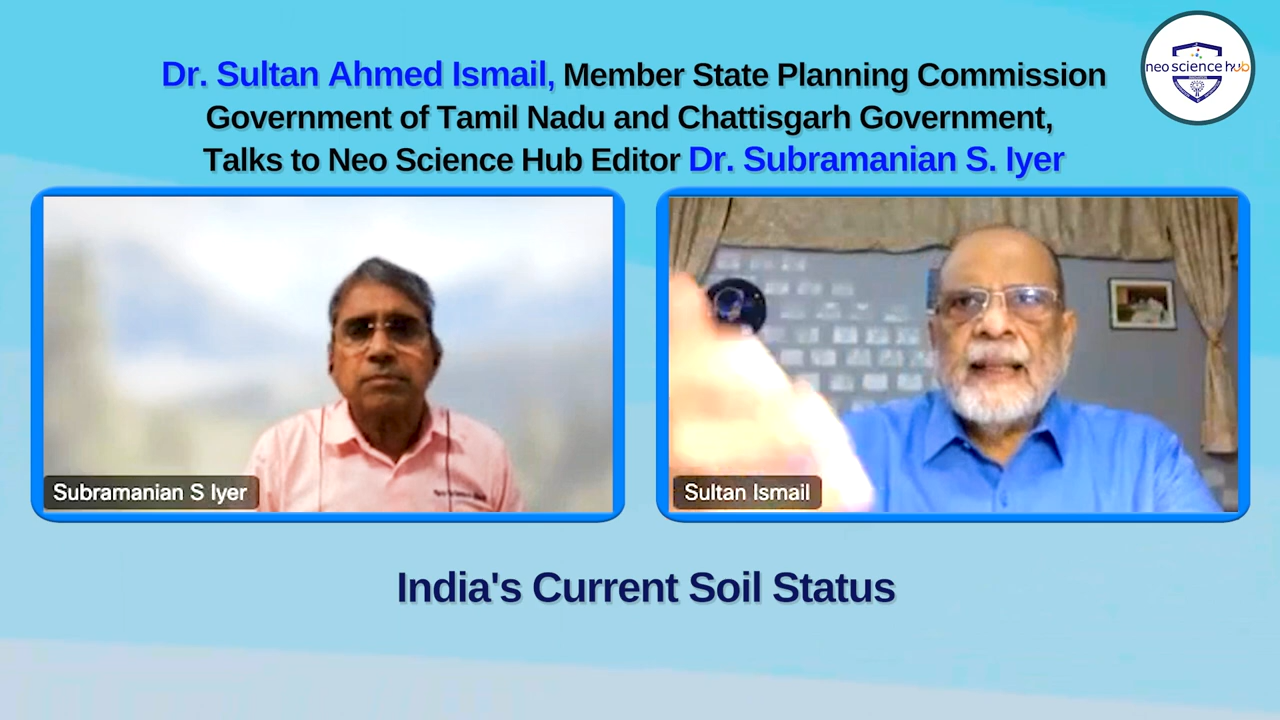 Dr. Sultan Ahmed Ismail, Member State Planning Commission
Government of Tamil Nadu and Chattisgarh Government,
Talks to Neo Science Hub Editor Dr. Subramanian S. Iyer
neo science hub
Subramanian S Iyer
Sultan Ismail
India's Current Soil Status